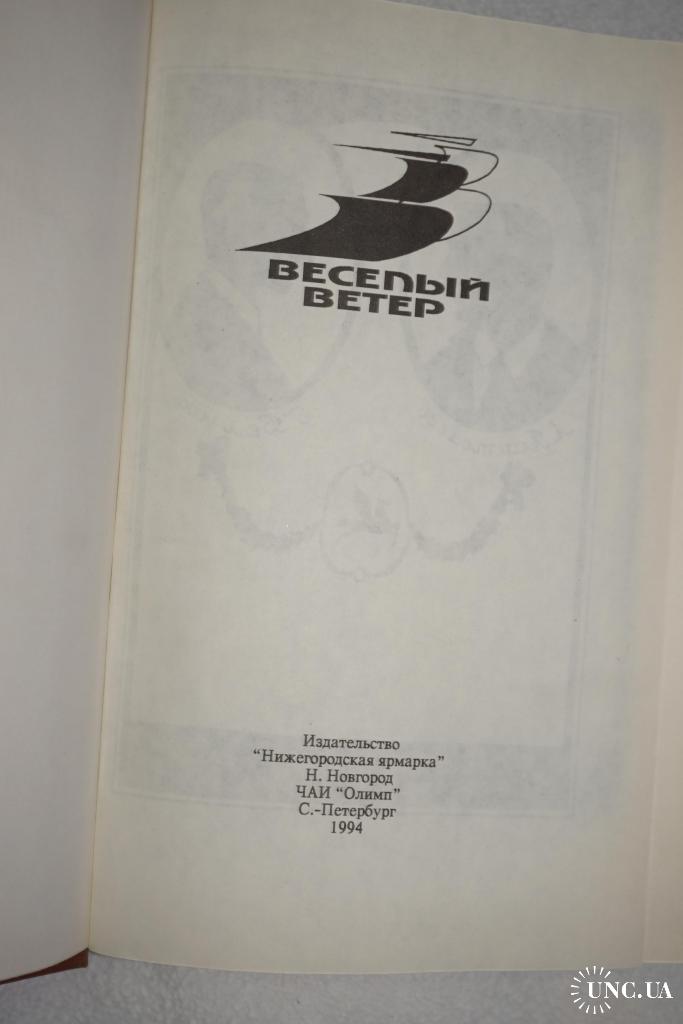 ВЕСЕЛЫЙ
ВЕТЕР
Издательство
“Нижегородская ярмарка”
Н. Новгород
ЧАИ “Олимп”
С.-Петербург
1994
UNC.UA